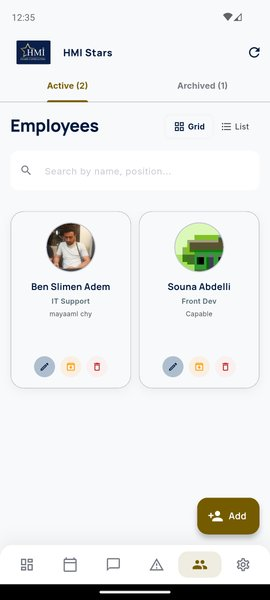 12:35
HMI
HMI Stars
Active (2)
Archived (1)
Employees
Grid
List
Search by name, position...
Ben Slimen Adem
IT Support
mayaaml chy
Souna Abdelli
Front Dev
Capable
Add